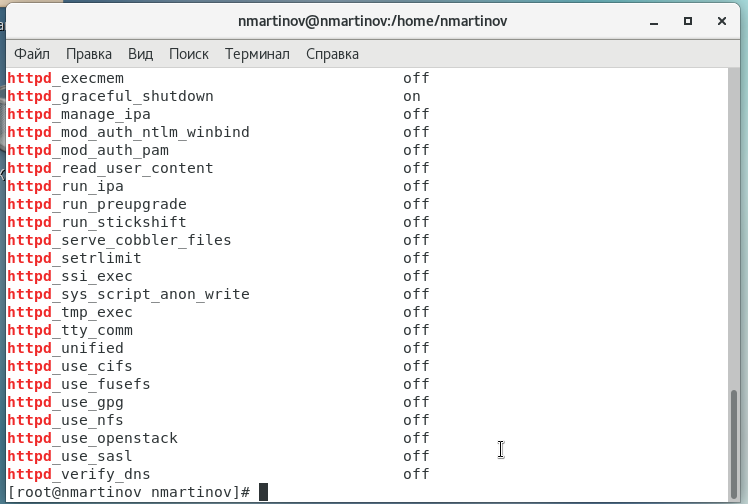 nmartinov@nmartinov:/home/nmartinov
Файл Правка Вид Поиск Терминал Справка
httpd_execmem off
httpd_graceful_shutdown on
httpd_manage_ipa off
httpd_mod_auth_ntlm_winbind off
httpd_mod_auth_pam off
httpd_read_user_content off
httpd_run_ipa off
httpd_run_preupgrade off
httpd_run_stickshift off
httpd_serve_cobbler_files off
httpd_setrlimit off
httpd_ssi_exec off
httpd_sys_script_anon_write off
httpd_tmp_exec off
httpd_tty_comm off
httpd_unified off
httpd_use_cifs off
httpd_use_fusefs off
httpd_use_gpg off
httpd_use_nfs off
httpd_use_openstack off
httpd_use_sasl off
httpd_verify_dns off
[root@nmartinov nmartinov]#